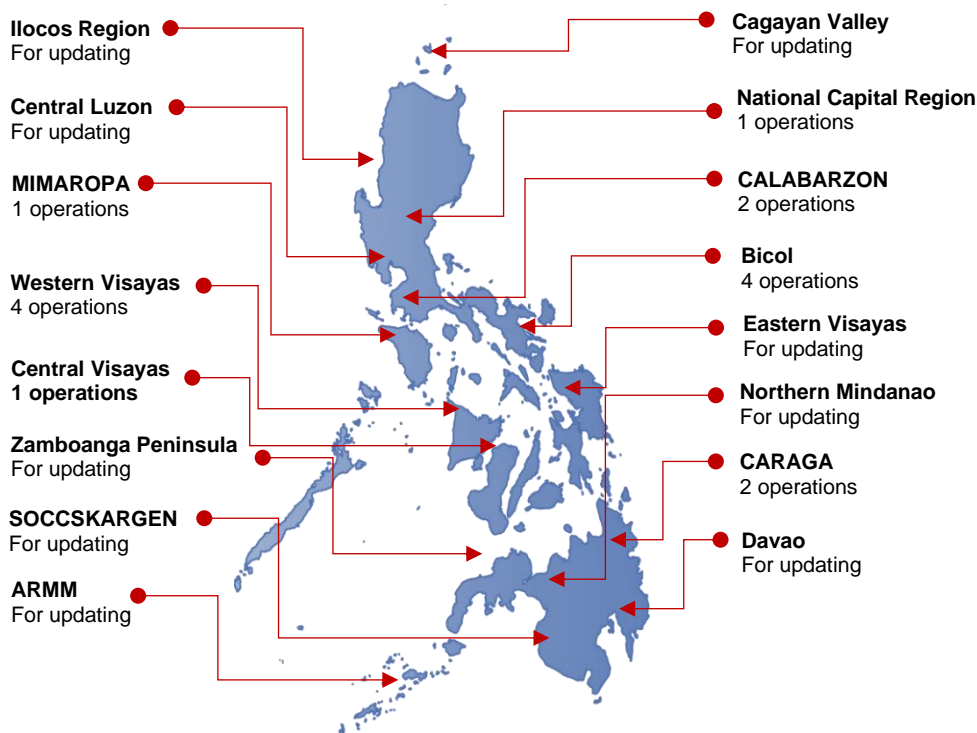 Ilocos Region
For updating
Central Luzon
For updating
MIMAROPA
1 operations
Western Visayas
4 operations
Central Visayas
1 operations
Zamboanga Peninsula
For updating
SOCCSKARGEN
For updating
ARMM
For updating
Cagayan Valley
For updating
National Capital Region
1 operations
CALABARZON
2 operations
Bicol
4 operations
Eastern Visayas
For updating
Northern Mindanao
For updating
CARAGA
2 operations
Davao
For updating